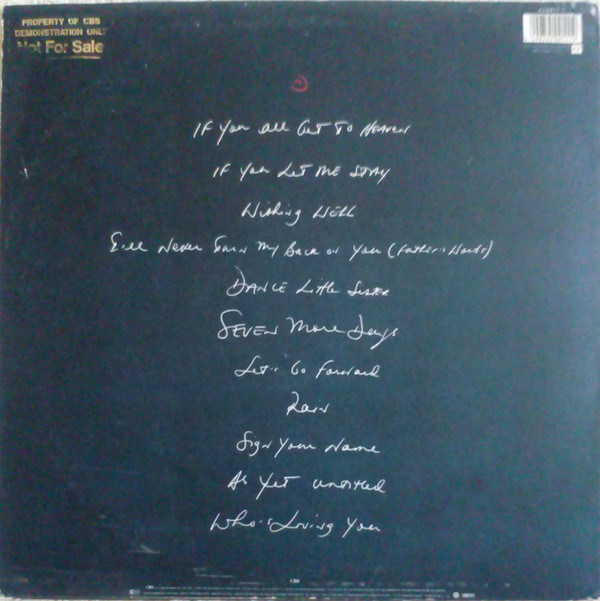 PROPERTY OF CBS
DEMONSTRATION ONLY
Not For Sale
If You All Get To Heaven
If You Let Me Stay
Wishing Well
I'll Never Turn My Back on You (Father's Words)
Dance Little Sister
Seven More Days
Let's Go Forward
Rain
Sign Your Name
As Yet Untitled
Who's Loving You
CBS